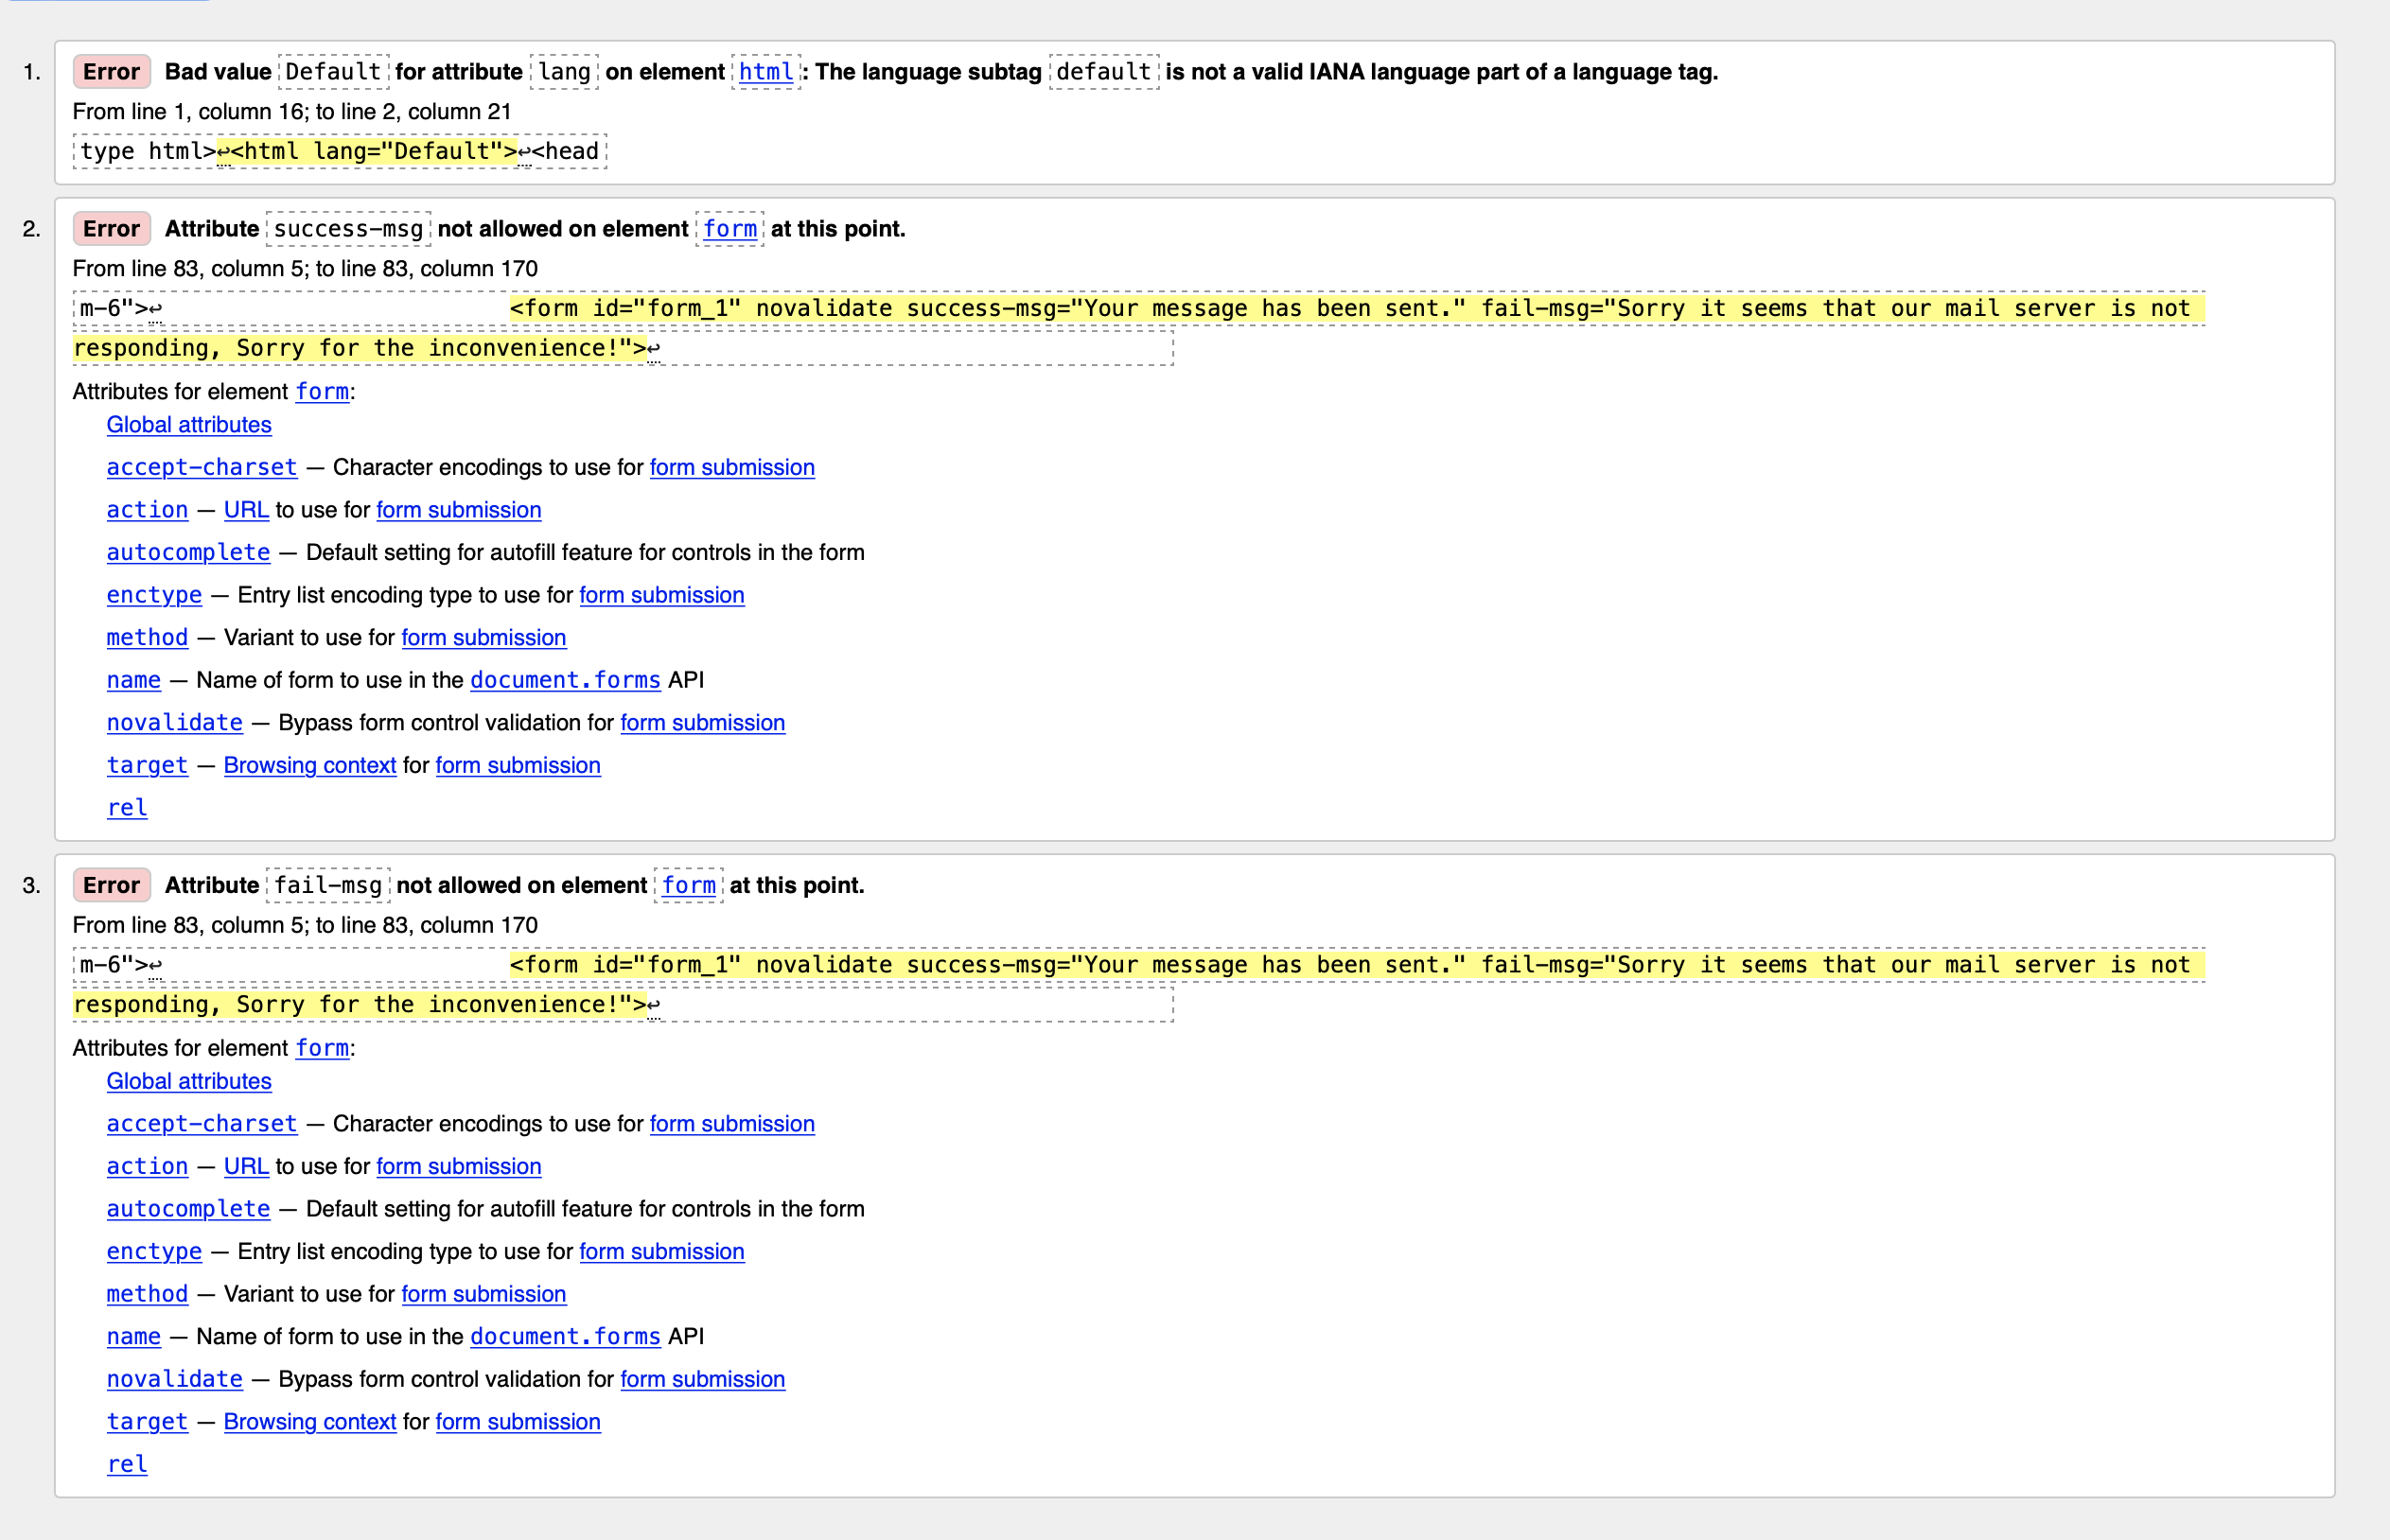 1. Error Bad value Default for attribute lang on element html: The language subtag default is not a valid IANA language part of a language tag.
From line 1, column 16; to line 2, column 21
type html>↩<html lang="Default">↩<head
2. Error Attribute success-msg not allowed on element form at this point.
From line 83, column 5; to line 83, column 170
m-6">↩ <form id="form_1" novalidate success-msg="Your message has been sent." fail-msg="Sorry it seems that our mail server is not
responding, Sorry for the inconvenience!">↩
Attributes for element form:
Global attributes
accept-charset — Character encodings to use for form submission
action — URL to use for form submission
autocomplete — Default setting for autofill feature for controls in the form
enctype — Entry list encoding type to use for form submission
method — Variant to use for form submission
name — Name of form to use in the document.forms API
novalidate — Bypass form control validation for form submission
target — Browsing context for form submission
rel
3. Error Attribute fail-msg not allowed on element form at this point.
From line 83, column 5; to line 83, column 170
m-6">↩ <form id="form_1" novalidate success-msg="Your message has been sent." fail-msg="Sorry it seems that our mail server is not
responding, Sorry for the inconvenience!">↩
Attributes for element form:
Global attributes
accept-charset — Character encodings to use for form submission
action — URL to use for form submission
autocomplete — Default setting for autofill feature for controls in the form
enctype — Entry list encoding type to use for form submission
method — Variant to use for form submission
name — Name of form to use in the document.forms API
novalidate — Bypass form control validation for form submission
target — Browsing context for form submission
rel